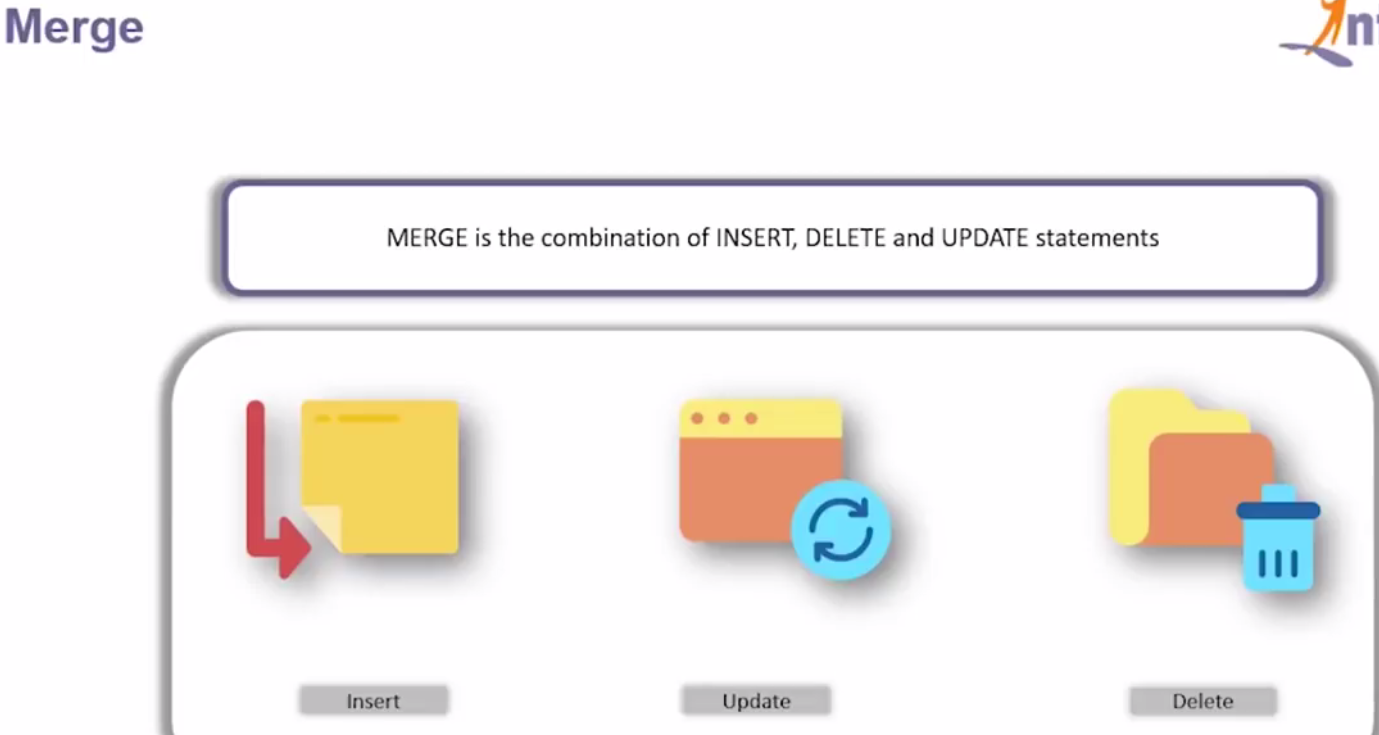 Merge
MERGE is the combination of INSERT, DELETE and UPDATE statements
Insert
Update
Delete